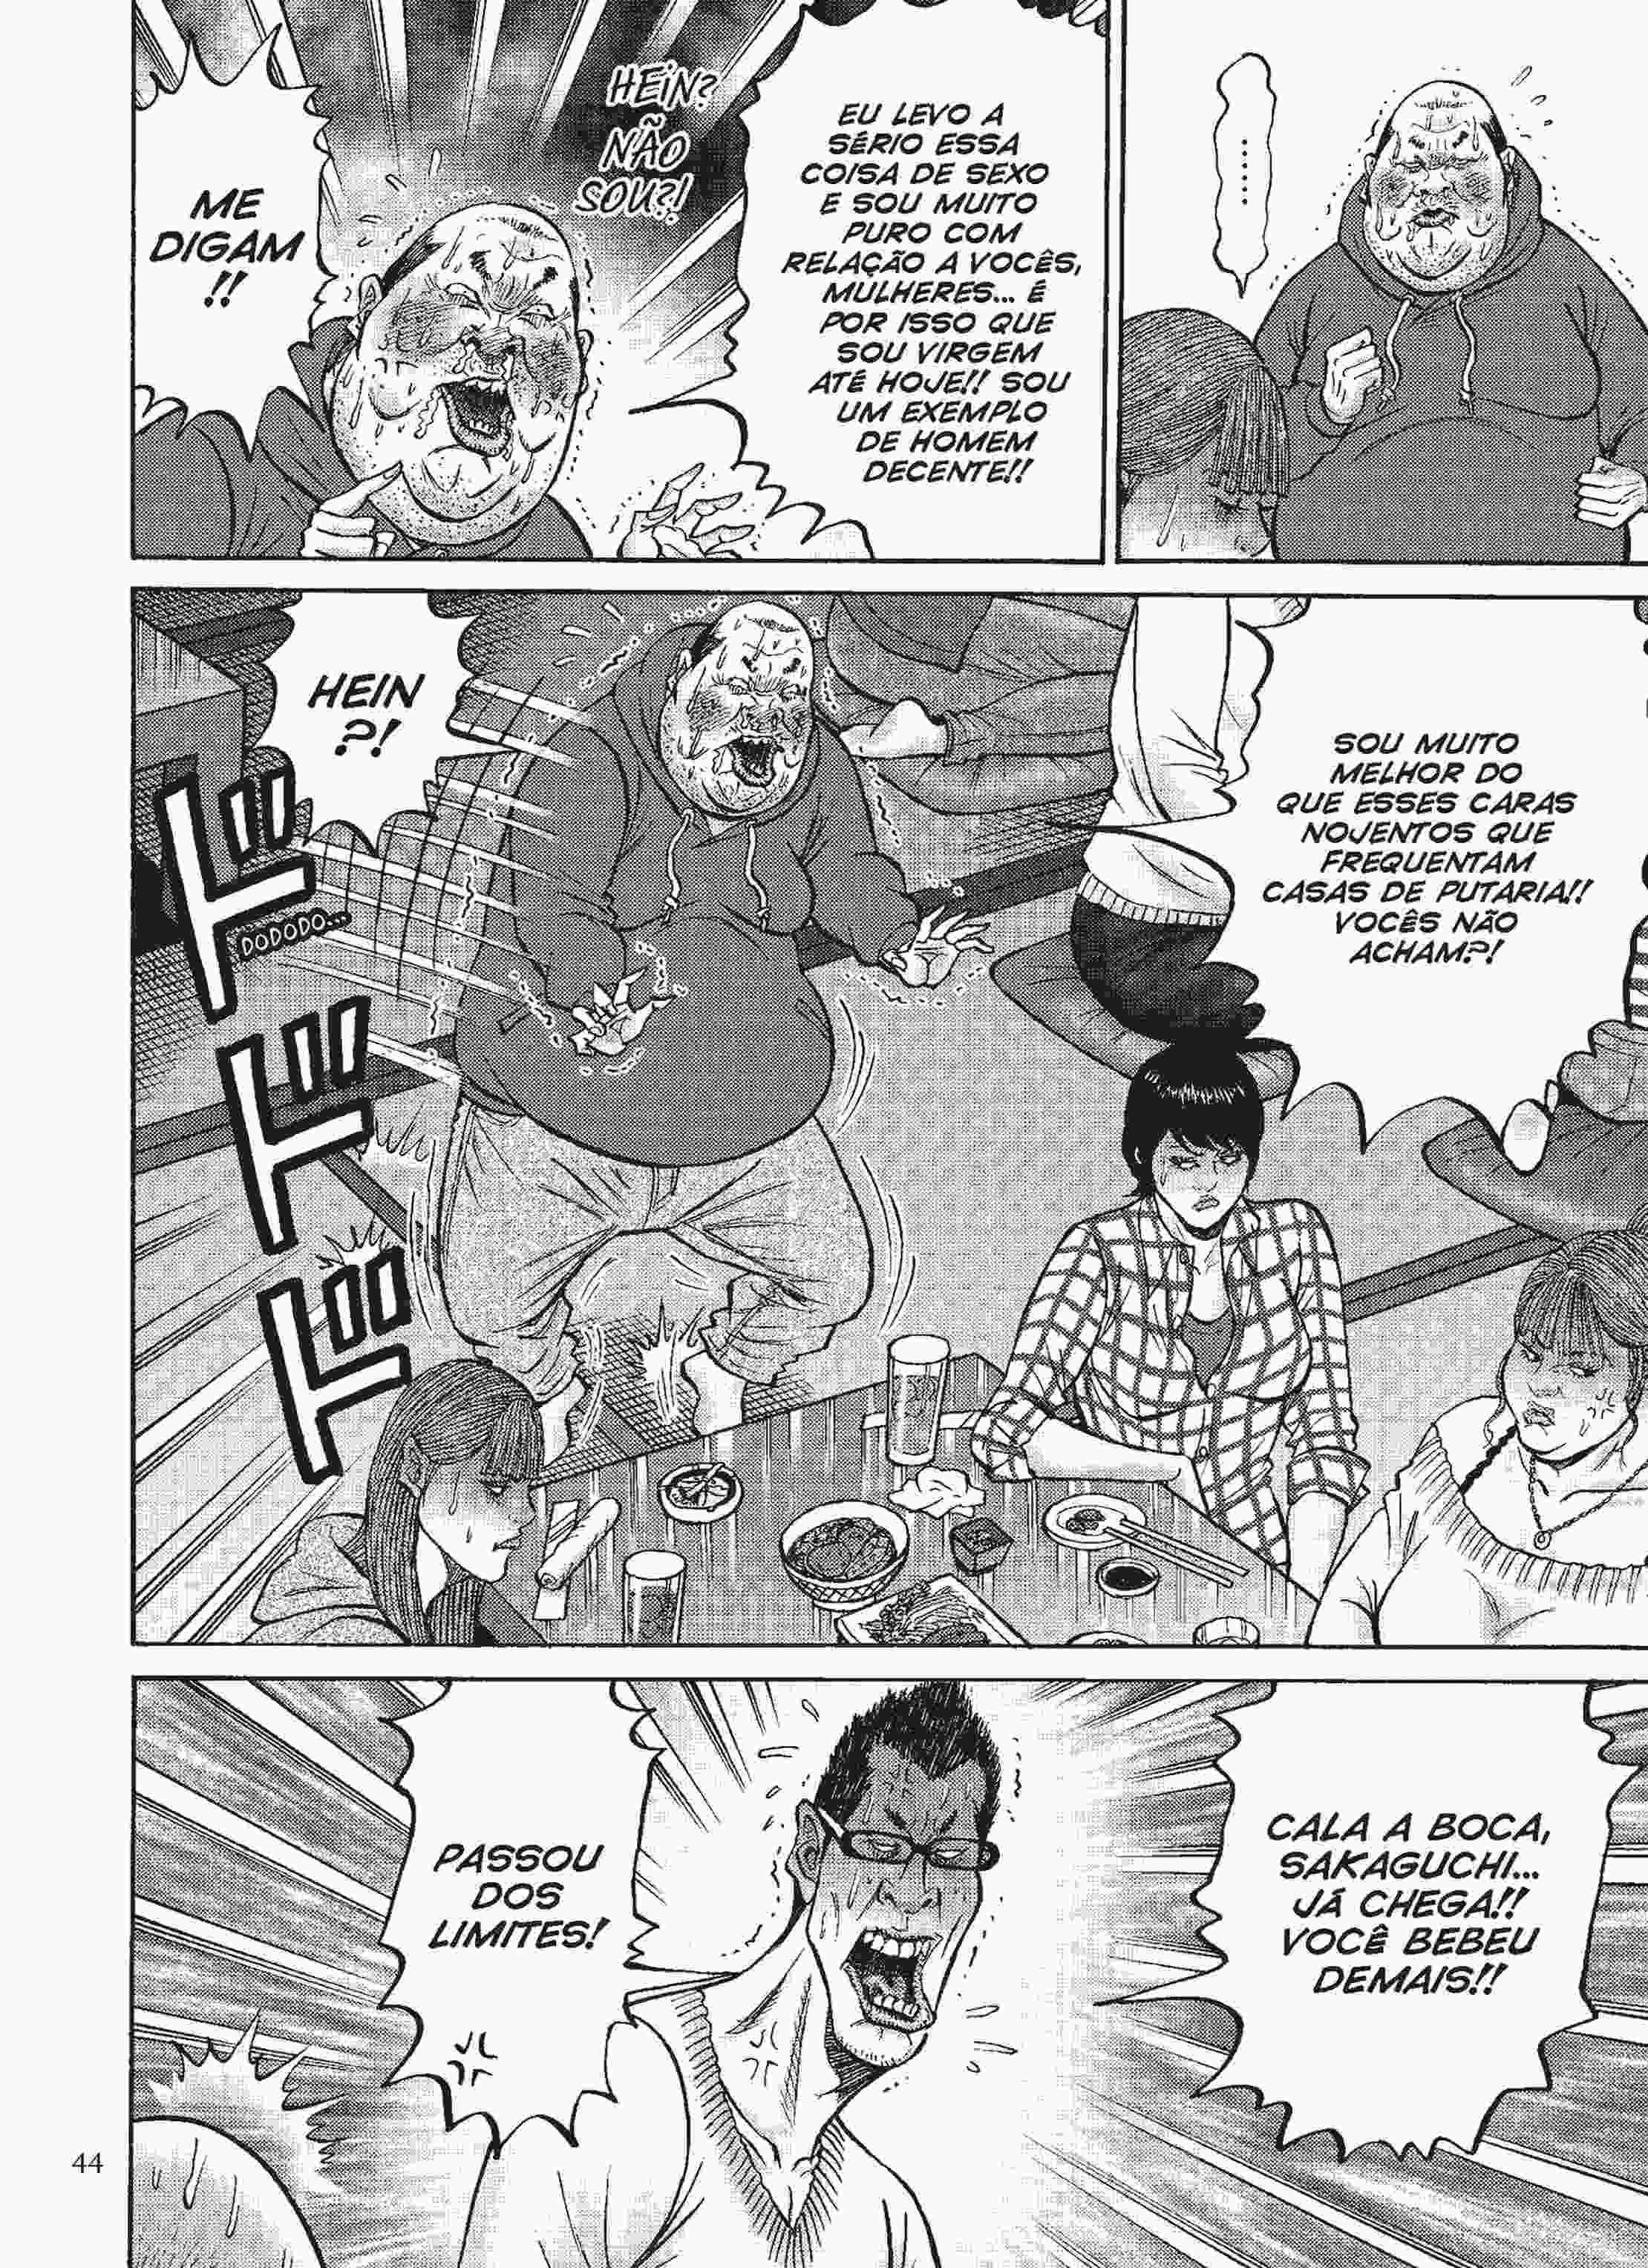 ......
EU LEVO A
SÉRIO ESSA
COISA DE SEXO
E SOU MUITO
PURO COM
RELAÇÃO A VOCÊS,
MULHERES... É
POR ISSO QUE
SOU VIRGEM
ATÉ HOJE!! SOU
UM EXEMPLO
DE HOMEM
DECENTE!!
HEIN?
NÃO
SOU?!
ME
DIGAM
!!
SOU MUITO
MELHOR DO
QUE ESSES CARAS
NOJENTOS QUE
FREQUENTAM
CASAS DE PUTARIA!!
VOCÊS NÃO
ACHAM?!
HEIN
?!
ド
DODODO...
ド
ド
CALA A BOCA,
SAKAGUCHI...
JÁ CHEGA!!
VOCÊ BEBEU
DEMAIS!!
PASSOU
DOS
LIMITES!
44